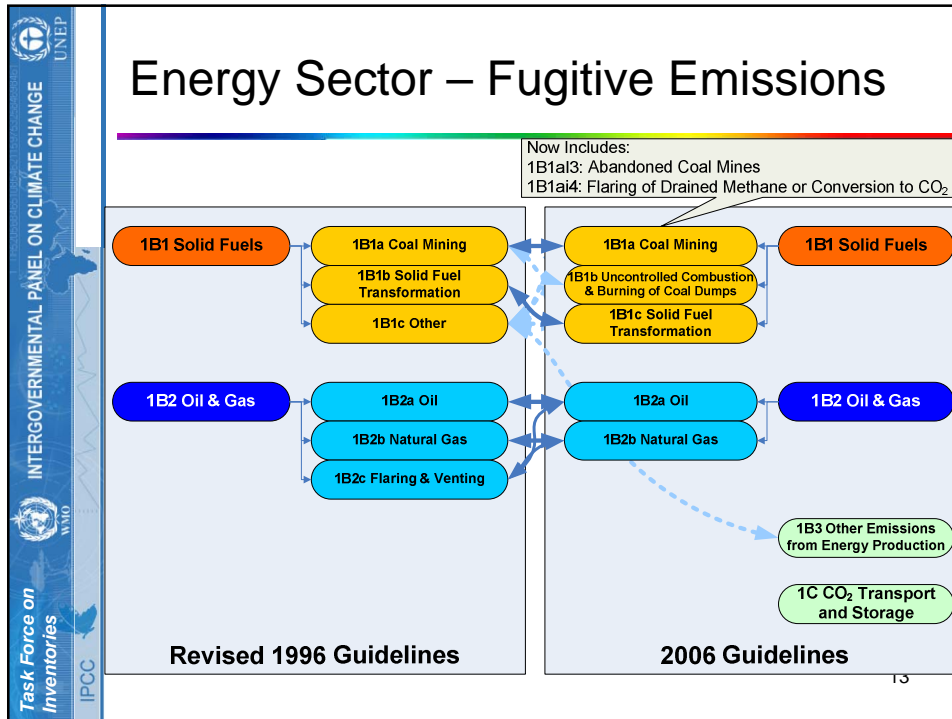 Energy Sector – Fugitive Emissions
Now Includes:
1B1aI3: Abandoned Coal Mines
1B1ai4: Flaring of Drained Methane or Conversion to CO₂
1B1 Solid Fuels
1B1a Coal Mining
1B1b Solid Fuel
Transformation
1B1c Other
1B2 Oil & Gas
1B2a Oil
1B2b Natural Gas
1B2c Flaring & Venting
Revised 1996 Guidelines
1B1a Coal Mining
1B1b Uncontrolled Combustion
& Burning of Coal Dumps
1B1c Solid Fuel
Transformation
1B1 Solid Fuels
1B2a Oil
1B2b Natural Gas
1B2 Oil & Gas
1B3 Other Emissions
from Energy Production
1C CO₂ Transport
and Storage
2006 Guidelines
13
UNEP
INTERGOVERNMENTAL PANEL ON CLIMATE CHANGE
WMO
Task Force on
Inventories
IPCC